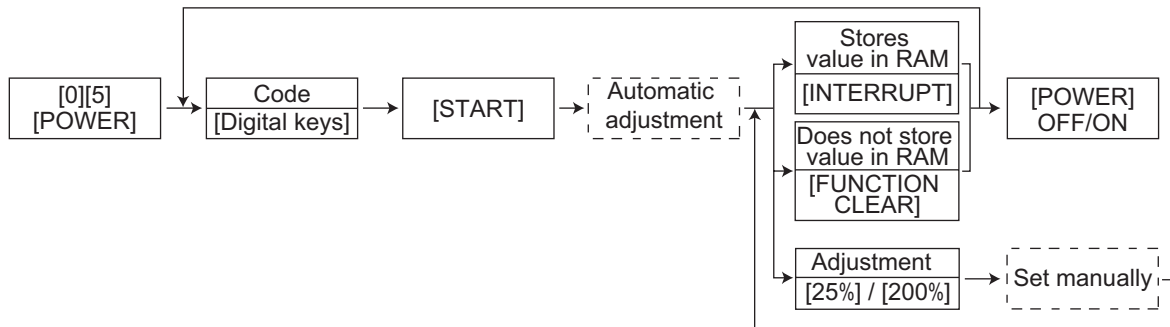 [0][5]
[POWER]
Code
[Digital keys]
[START]
Automatic
adjustment
Stores
value in RAM
[INTERRUPT]
Does not store
value in RAM
[FUNCTION
CLEAR]
Adjustment
[25%] / [200%]
Set manually
[POWER]
OFF/ON